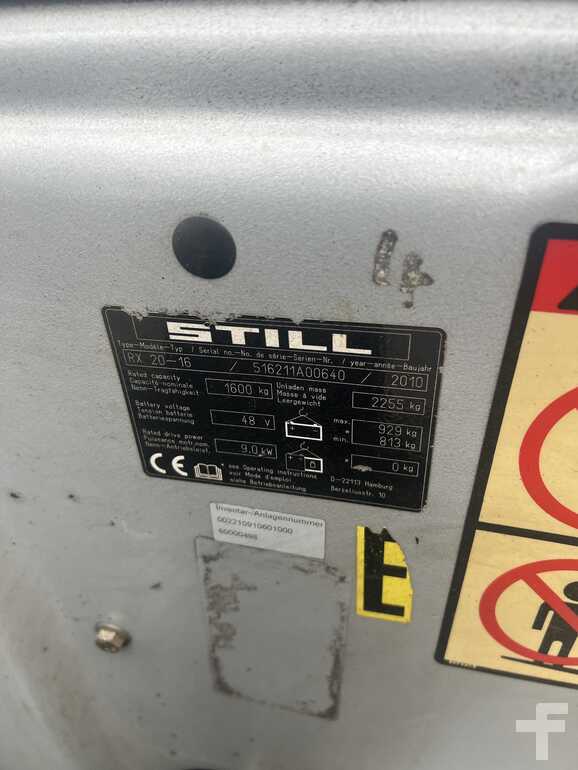 14
STILL
Type-Modèle-Typ / Serial no.-No. de série-Serien-Nr. / year-année-Baujahr
RX 20-16 / 516211A00640 / 2010
Rated capacity
Capacité-nominale
Nenn-Tragfähigkeit
1600 kg
Unladen mass
Masse à vide
Leergewicht
2255 kg
Battery voltage
Tension batterie
Batteriespannung
48 V
max. 929 kg
min. 813 kg
Rated drive power
Puissance motr.nom.
Nenn-Antriebsleist.
9.0 kW
0 kg
CE
see Operating instructions
voir Mode d'emploi
siehe Betriebsanleitung
D-22113 Hamburg
Berzeliusstr. 10
Inventar-/Anlagennummer
002210910601000
60000498
E
f